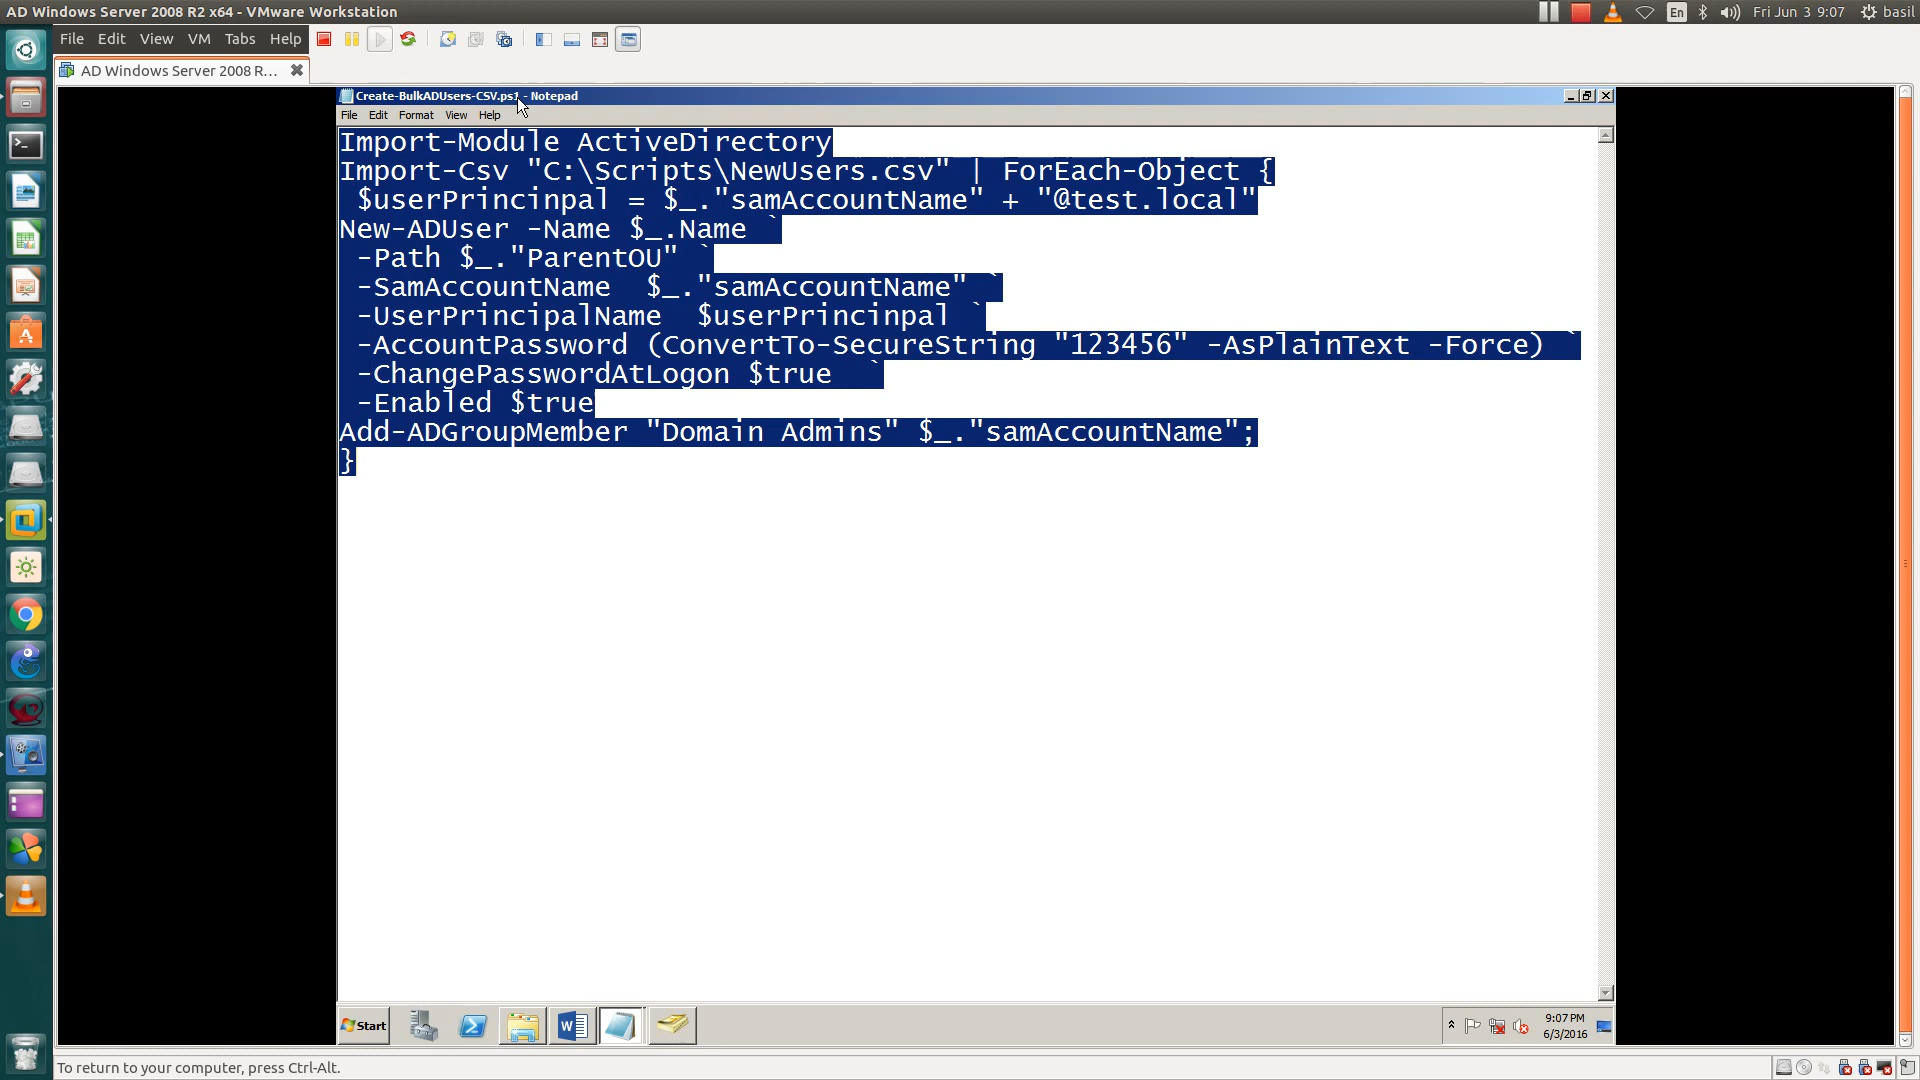 AD Windows Server 2008 R2 x64 - VMware Workstation
En
Fri Jun 3 9:07
basil
File Edit View VM Tabs Help
AD Windows Server 2008 R...
Create-BulkADUsers-CSV.ps1 - Notepad
File Edit Format View Help
Import-Module ActiveDirectory
Import-Csv "C:\Scripts\NewUsers.csv" | ForEach-Object {
$userPrincinpal = $_."samAccountName" + "@test.local"
New-ADUser -Name $_.Name `
-Path $_."ParentOU" `
-SamAccountName  $_."samAccountName" `
-UserPrincipalName  $userPrincinpal `
-AccountPassword (ConvertTo-SecureString "123456" -AsPlainText -Force) `
-ChangePasswordAtLogon $true  `
-Enabled $true
Add-ADGroupMember "Domain Admins" $_."samAccountName";
}
Start
9:07 PM
6/3/2016
To return to your computer, press Ctrl-Alt.